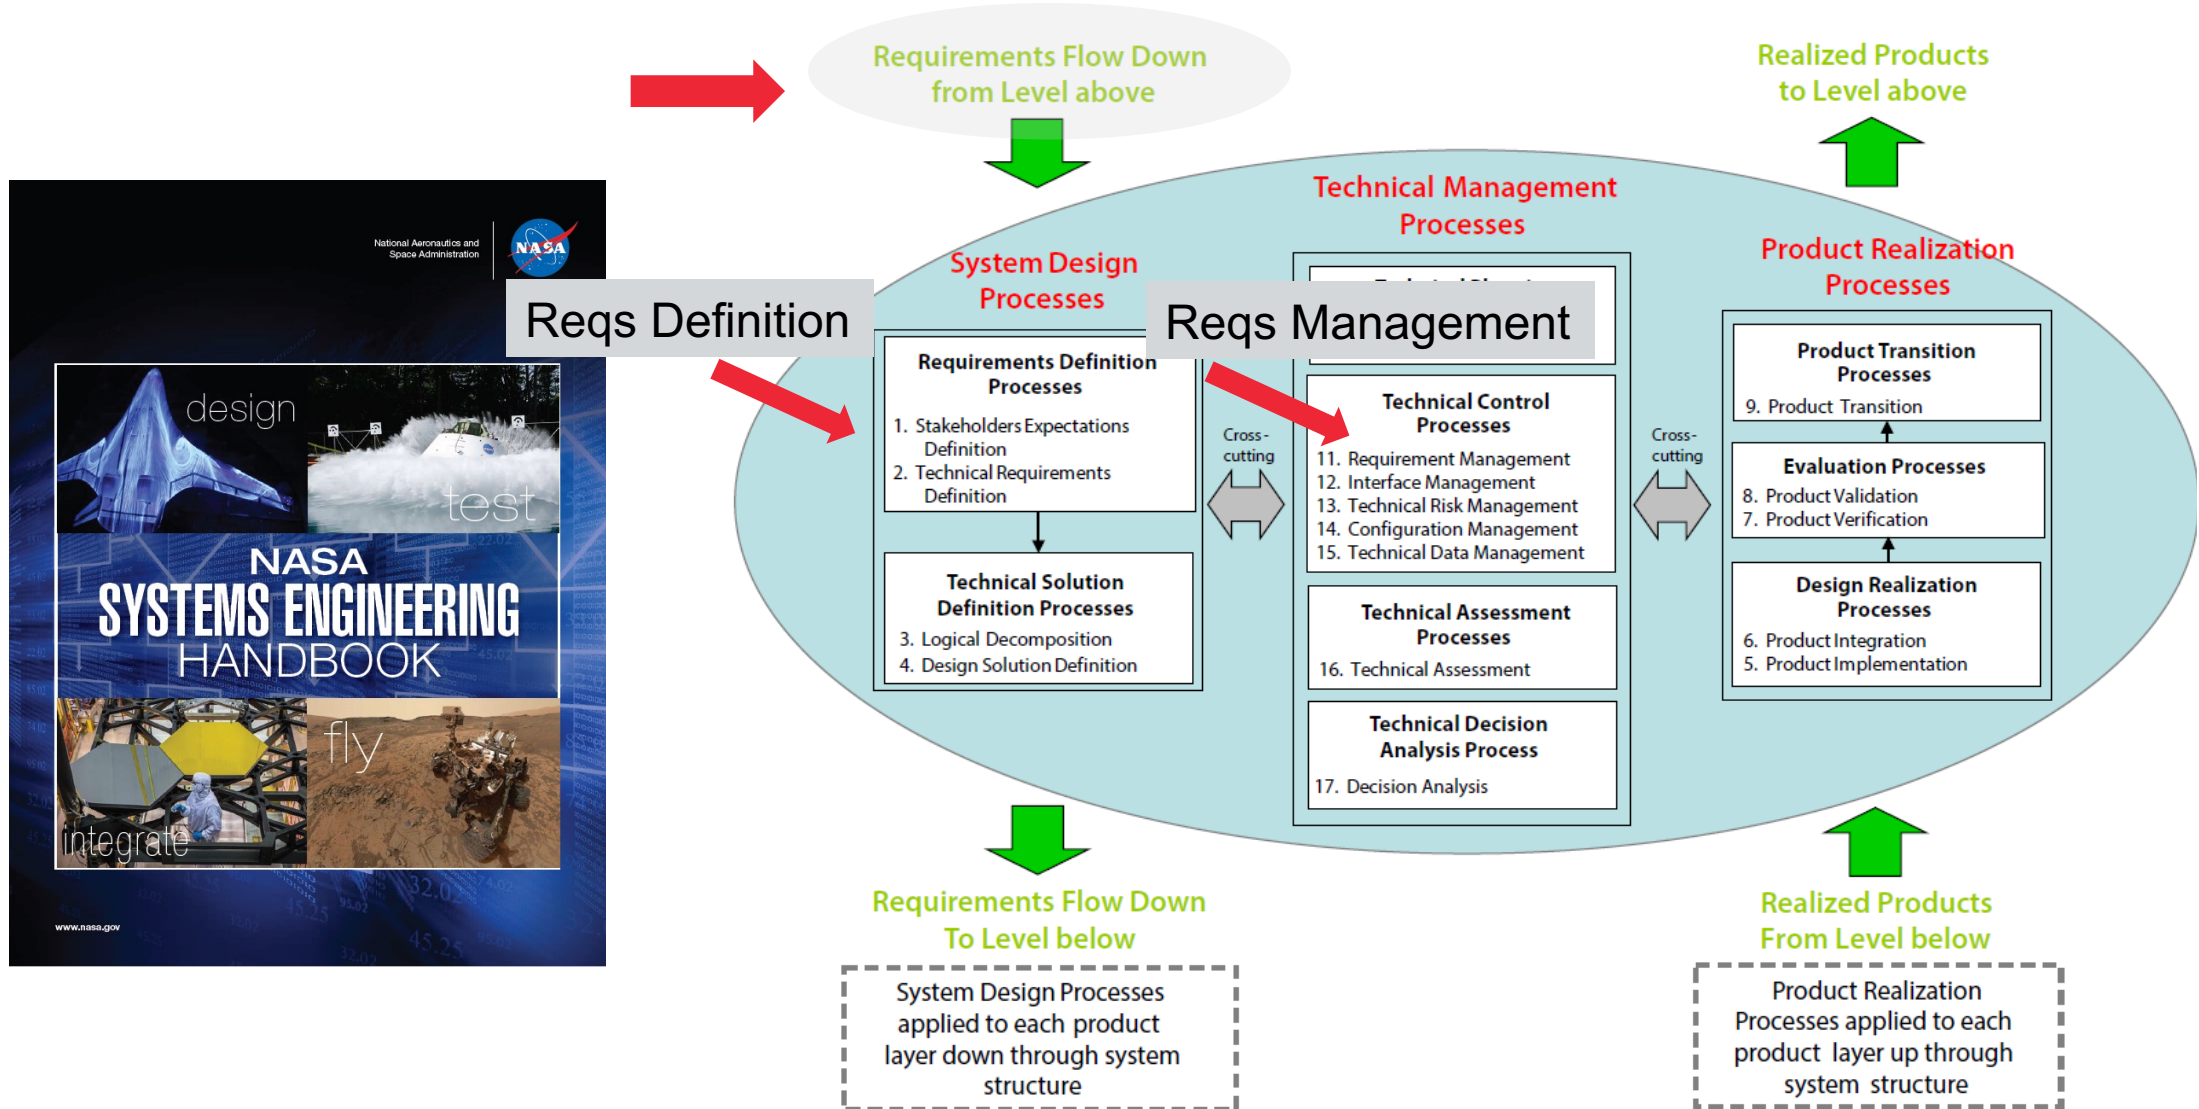 National Aeronautics and
Space Administration
NASA
design
test
NASA
SYSTEMS ENGINEERING
HANDBOOK
integrate
fly
www.nasa.gov
Requirements Flow Down
from Level above
Realized Products
to Level above
Technical Management
Processes
System Design
Processes
Product Realization
Processes
Reqs Definition
Reqs Management
Requirements Definition
Processes
1. Stakeholders Expectations
Definition
2. Technical Requirements
Definition
Technical Solution
Definition Processes
3. Logical Decomposition
4. Design Solution Definition
Cross-
cutting
Technical Control
Processes
11. Requirement Management
12. Interface Management
13. Technical Risk Management
14. Configuration Management
15. Technical Data Management
Technical Assessment
Processes
16. Technical Assessment
Technical Decision
Analysis Process
17. Decision Analysis
Cross-
cutting
Product Transition
Processes
9. Product Transition
Evaluation Processes
8. Product Validation
7. Product Verification
Design Realization
Processes
6. Product Integration
5. Product Implementation
Requirements Flow Down
To Level below
Realized Products
From Level below
System Design Processes
applied to each product
layer down through system
structure
Product Realization
Processes applied to each
product layer up through
system structure